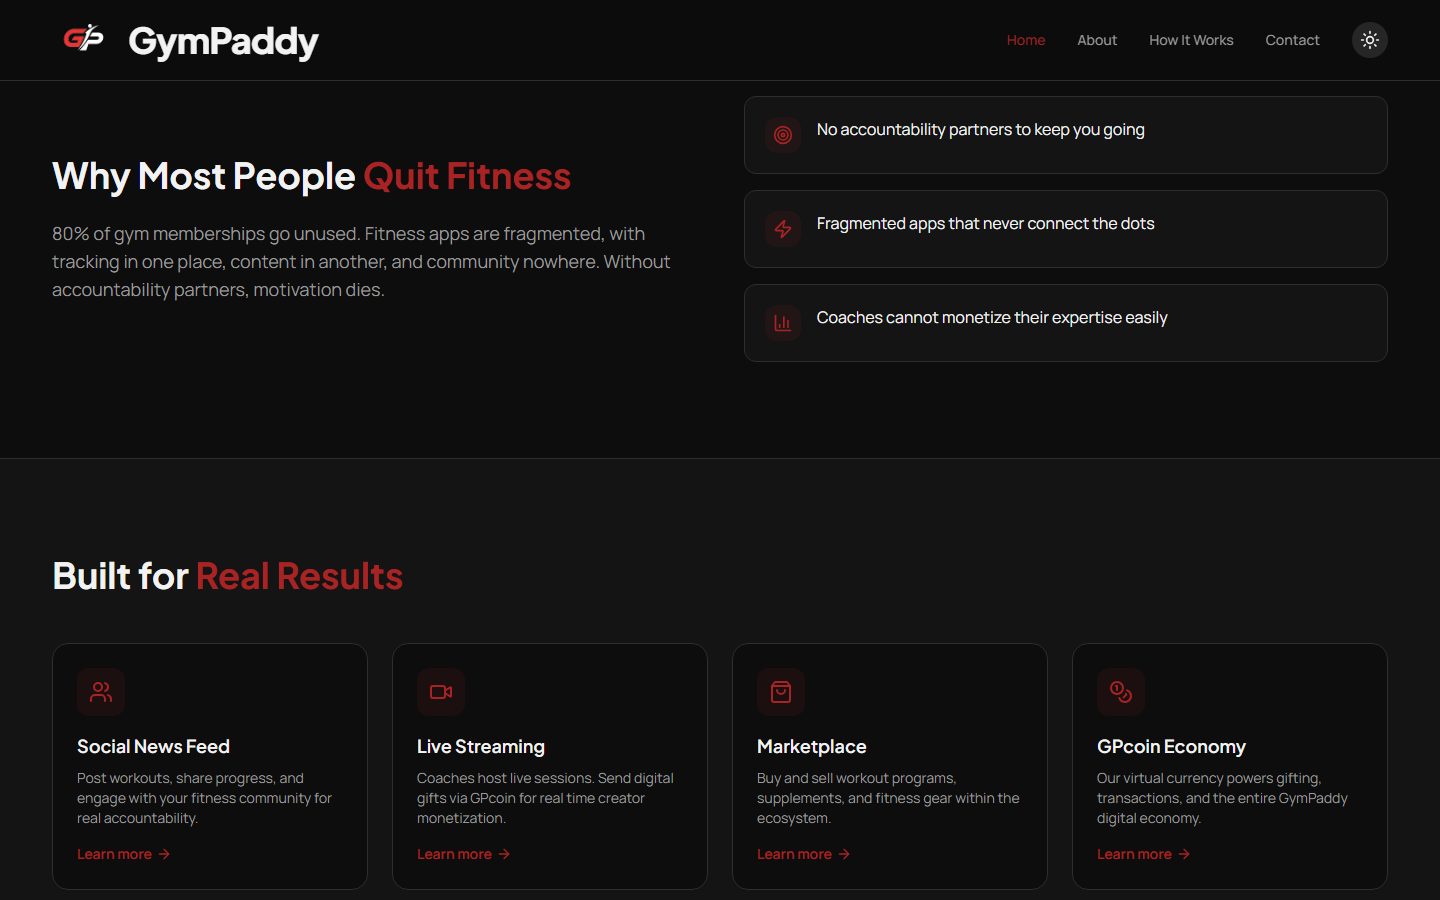 GP GymPaddy
Home About How It Works Contact
Why Most People Quit Fitness
80% of gym memberships go unused. Fitness apps are fragmented, with
tracking in one place, content in another, and community nowhere. Without
accountability partners, motivation dies.
No accountability partners to keep you going
Fragmented apps that never connect the dots
Coaches cannot monetize their expertise easily
Built for Real Results
Social News Feed
Post workouts, share progress, and
engage with your fitness community for
real accountability.
Learn more →
Live Streaming
Coaches host live sessions. Send digital
gifts via GPcoin for real time creator
monetization.
Learn more →
Marketplace
Buy and sell workout programs,
supplements, and fitness gear within the
ecosystem.
Learn more →
GPcoin Economy
Our virtual currency powers gifting,
transactions, and the entire GymPaddy
digital economy.
Learn more →